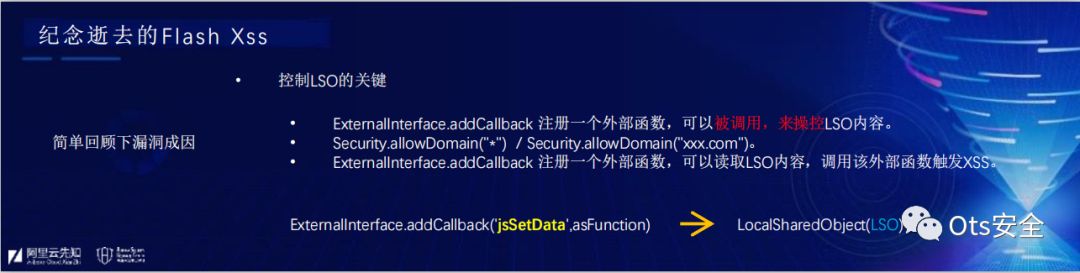 纪念逝去的Flash Xss
• 控制LSO的关键
简单回顾下漏洞成因
• ExternalInterface.addCallback 注册一个外部函数，可以被调用，来操控LSO内容。
• Security.allowDomain("*") / Security.allowDomain("xxx.com")。
• ExternalInterface.addCallback 注册一个外部函数，可以读取LSO内容，调用该外部函数触发XSS。
ExternalInterface.addCallback('jsSetData',asFunction) → LocalSharedObject(LSO)
Ots安全
阿里云先知